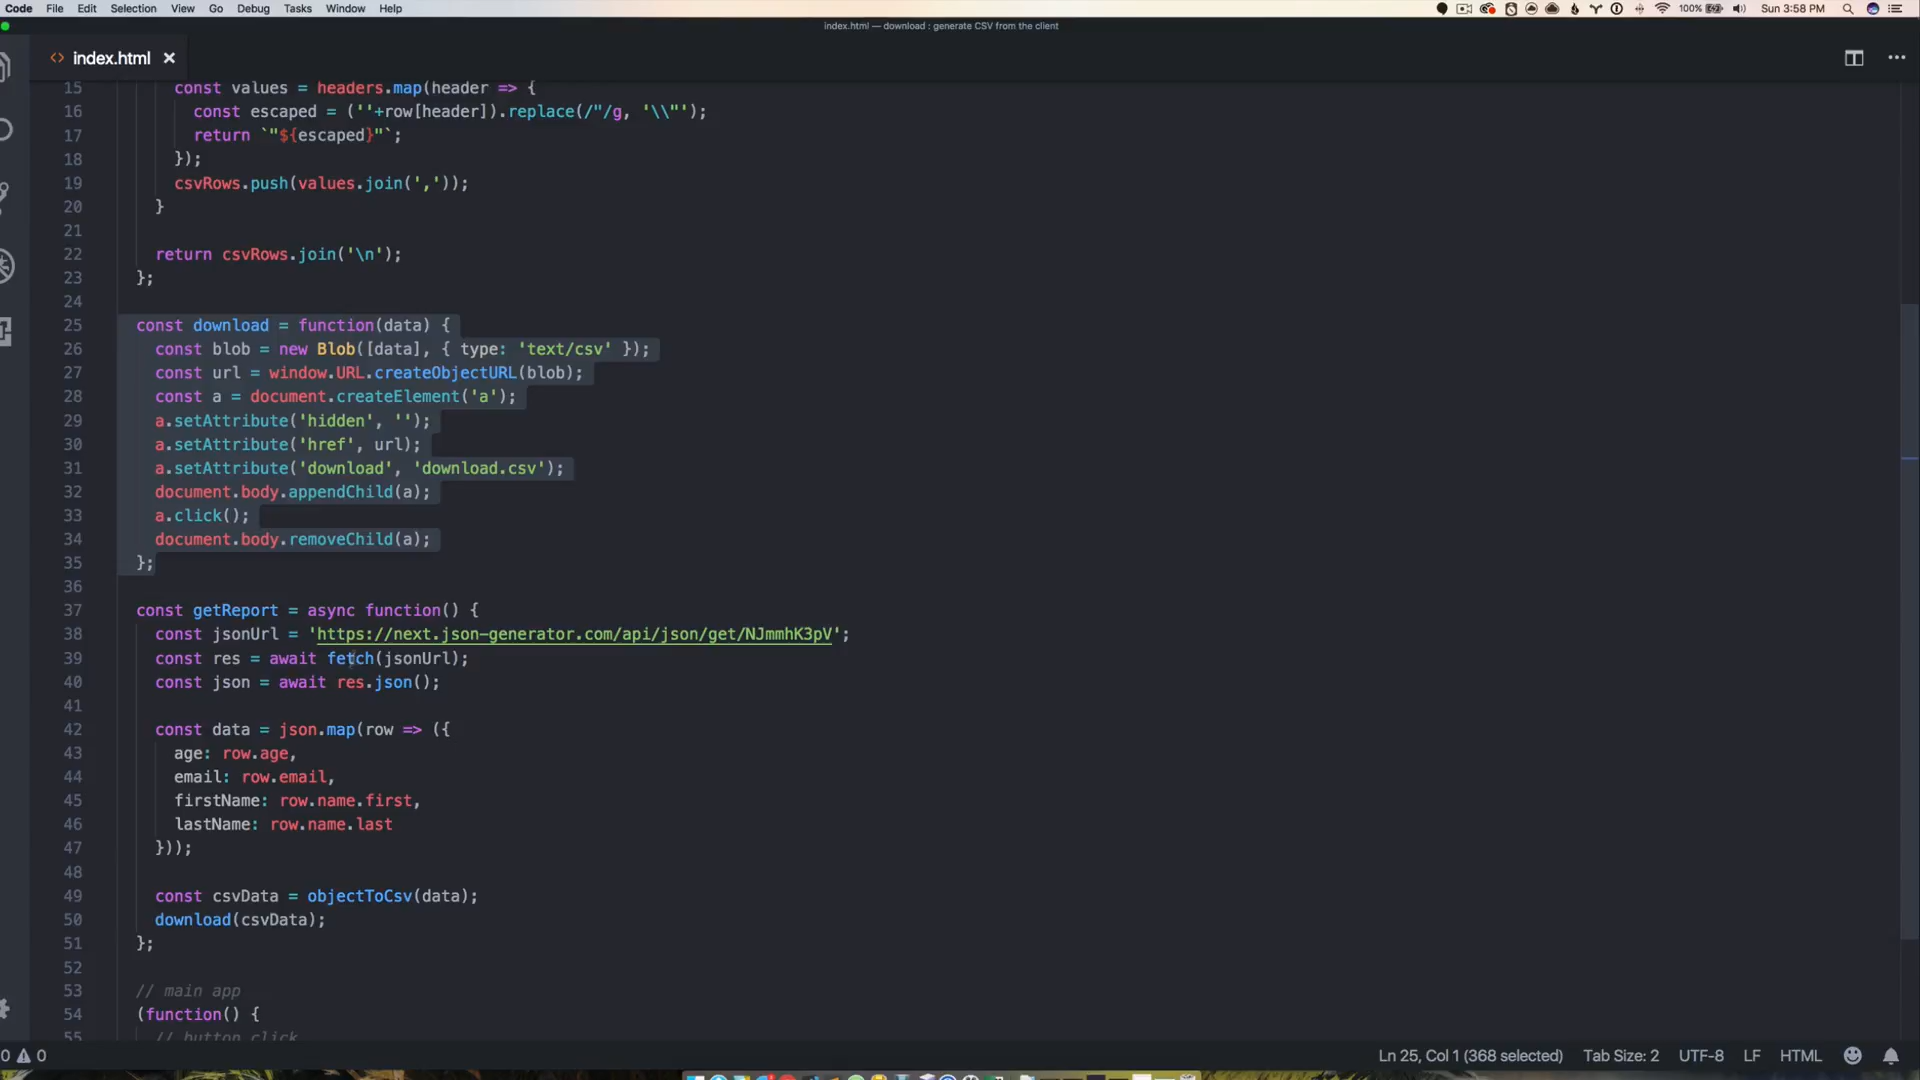 Code File Edit Selection View Go Debug Tasks Window Help 100% Sun 3:58 PM
index.html — download : generate CSV from the client
<> index.html ×
15 const values = headers.map(header => {
16 const escaped = (''+row[header]).replace(/"/g, '\\"');
17 return `"${escaped}"`;
18 });
19 csvRows.push(values.join(','));
20 }
21
22 return csvRows.join('\n');
23 };
24
25 const download = function(data) {
26 const blob = new Blob([data], { type: 'text/csv' });
27 const url = window.URL.createObjectURL(blob);
28 const a = document.createElement('a');
29 a.setAttribute('hidden', '');
30 a.setAttribute('href', url);
31 a.setAttribute('download', 'download.csv');
32 document.body.appendChild(a);
33 a.click();
34 document.body.removeChild(a);
35 };
36
37 const getReport = async function() {
38 const jsonUrl = 'https://next.json-generator.com/api/json/get/NJmmhK3pV';
39 const res = await fetch(jsonUrl);
40 const json = await res.json();
41
42 const data = json.map(row => ({
43 age: row.age,
44 email: row.email,
45 firstName: row.name.first,
46 lastName: row.name.last
47 }));
48
49 const csvData = objectToCsv(data);
50 download(csvData);
51 };
52
53 // main app
54 (function() {
55 // button click
0 0 Ln 25, Col 1 (368 selected) Tab Size: 2 UTF-8 LF HTML